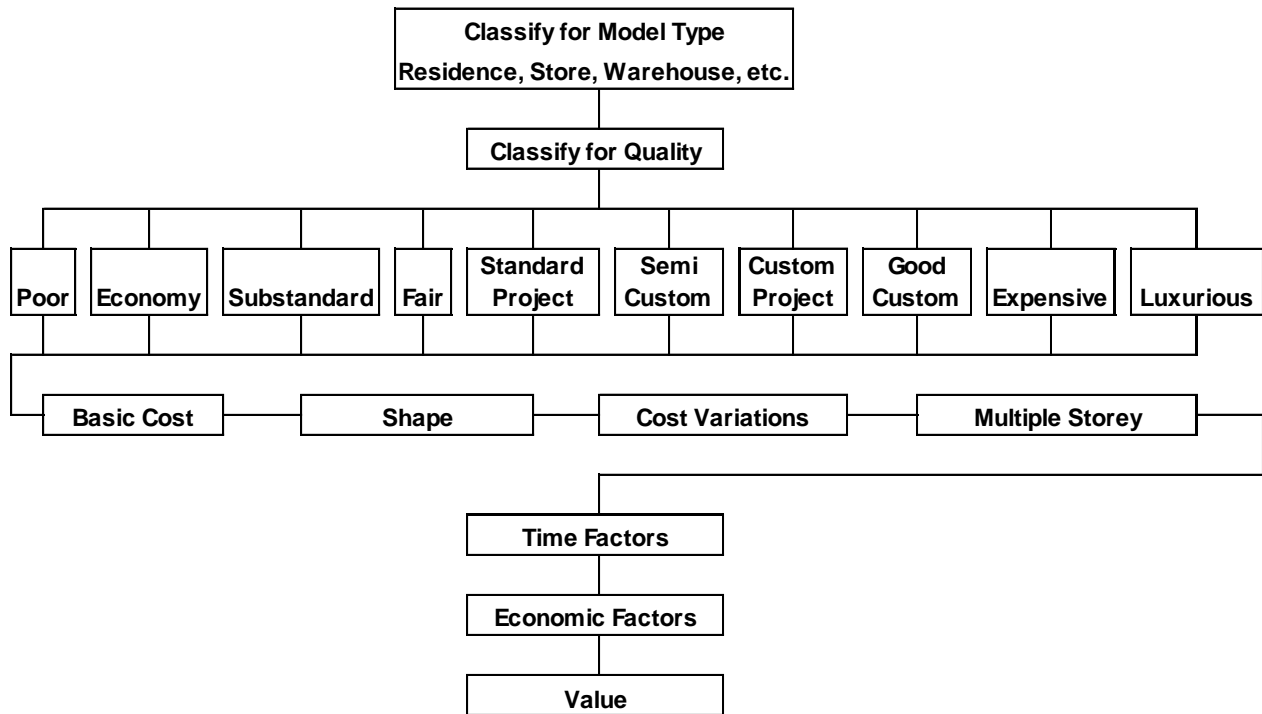 Classify for Model Type
Residence, Store, Warehouse, etc.
Classify for Quality
Poor
Economy
Substandard
Fair
Standard
Project
Semi
Custom
Custom
Project
Good
Custom
Expensive
Luxurious
Basic Cost
Shape
Cost Variations
Multiple Storey
Time Factors
Economic Factors
Value